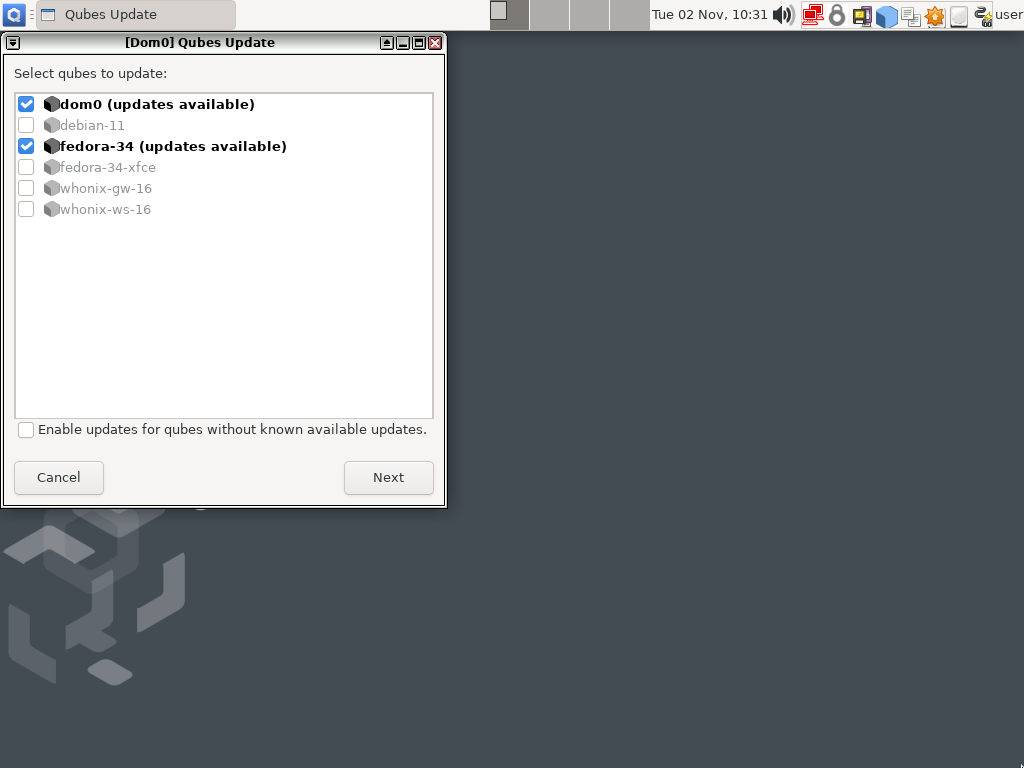 Qubes Update
Tue 02 Nov, 10:31
user
[Dom0] Qubes Update
Select qubes to update:
dom0 (updates available)
debian-11
fedora-34 (updates available)
fedora-34-xfce
whonix-gw-16
whonix-ws-16
Enable updates for qubes without known available updates.
Cancel
Next